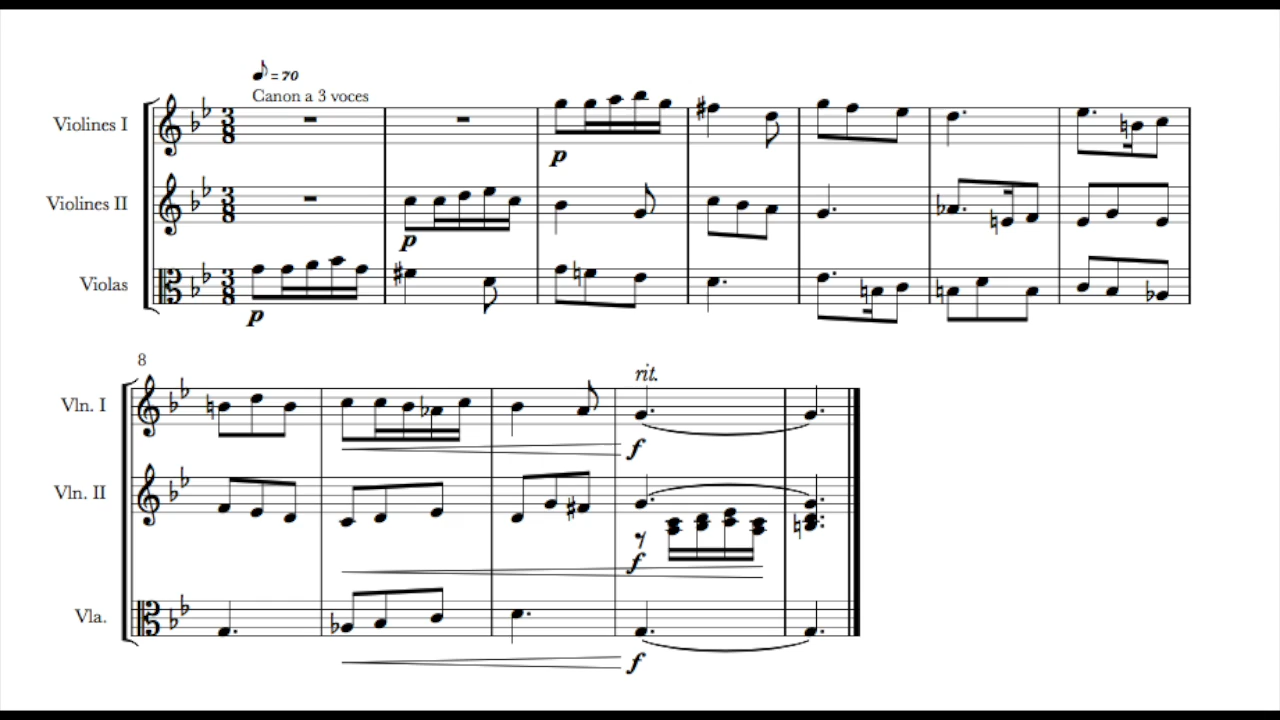 ♪ = 70
Canon a 3 voces
Violines I
p
Violines II
p
Violas
p
8
rit.
Vln. I
f
Vln. II
f
Vla.
f